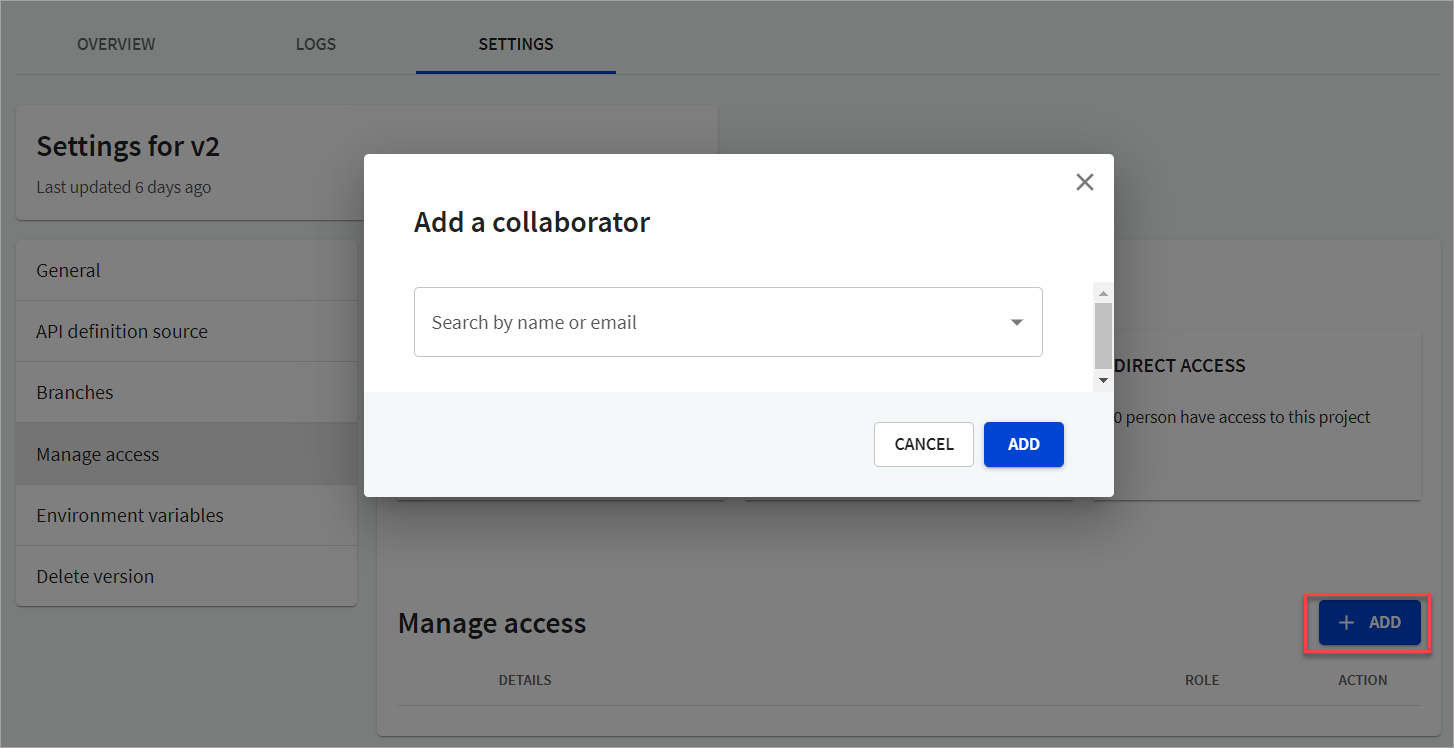 OVERVIEW
LOGS
SETTINGS
Settings for v2
Last updated 6 days ago
Add a collaborator
Search by name or email
CANCEL
ADD
General
API definition source
Branches
Manage access
Environment variables
Delete version
DIRECT ACCESS
0 person have access to this project
Manage access
ADD
DETAILS
ROLE
ACTION